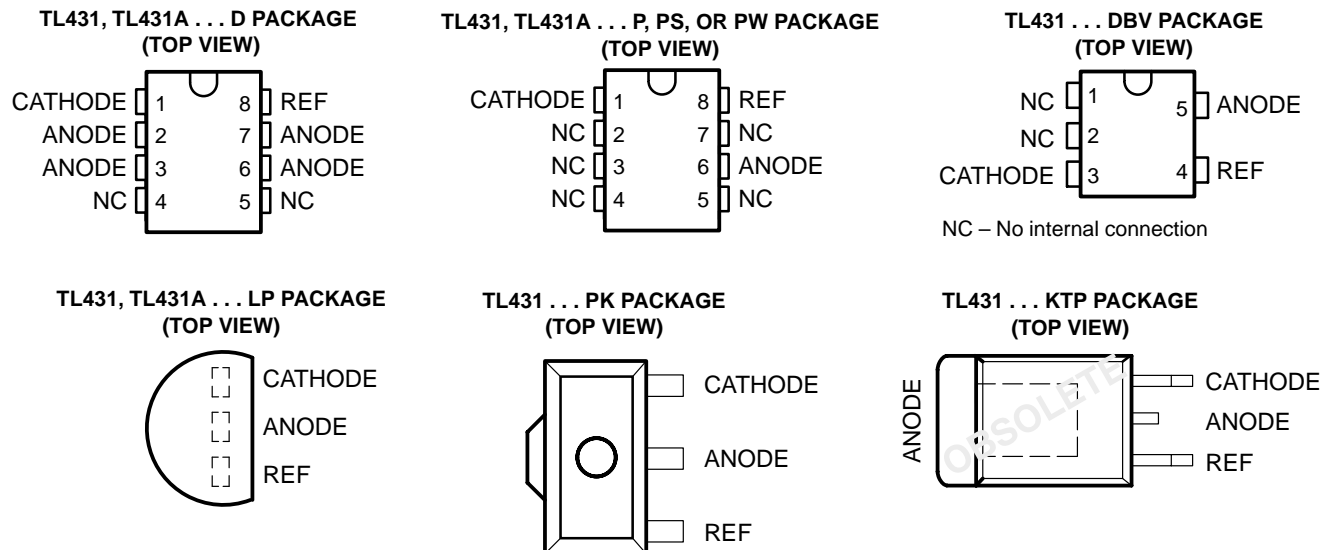 TL431, TL431A . . . D PACKAGE
(TOP VIEW)
CATHODE 1 8 REF
ANODE 2 7 ANODE
ANODE 3 6 ANODE
NC 4 5 NC
TL431, TL431A . . . P, PS, OR PW PACKAGE
(TOP VIEW)
CATHODE 1 8 REF
NC 2 7 NC
NC 3 6 ANODE
NC 4 5 NC
TL431 . . . DBV PACKAGE
(TOP VIEW)
NC 1 5 ANODE
NC 2
CATHODE 3 4 REF
NC – No internal connection
TL431, TL431A . . . LP PACKAGE
(TOP VIEW)
CATHODE
ANODE
REF
TL431 . . . PK PACKAGE
(TOP VIEW)
CATHODE
ANODE
REF
TL431 . . . KTP PACKAGE
(TOP VIEW)
ANODE
OBSOLETE
CATHODE
ANODE
REF